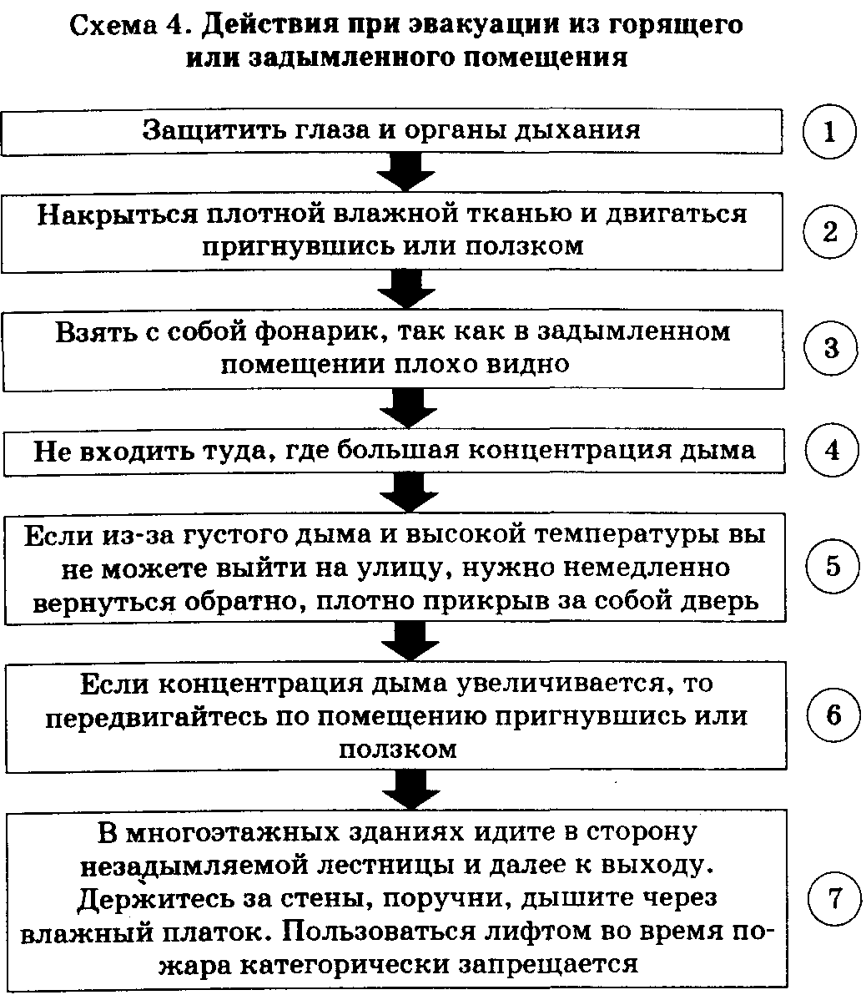 Схема 4. Действия при эвакуации из горящего
или задымленного помещения
Защитить глаза и органы дыхания
1
Накрыться плотной влажной тканью и двигаться
пригнувшись или ползком
2
Взять с собой фонарик, так как в задымленном
помещении плохо видно
3
Не входить туда, где большая концентрация дыма
4
Если из-за густого дыма и высокой температуры вы
не можете выйти на улицу, нужно немедленно
вернуться обратно, плотно прикрыв за собой дверь
5
Если концентрация дыма увеличивается, то
передвигайтесь по помещению пригнувшись или
ползком
6
В многоэтажных зданиях идите в сторону
незадымляемой лестницы и далее к выходу.
Держитесь за стены, поручни, дышите через
влажный платок. Пользоваться лифтом во время по-
жара категорически запрещается
7